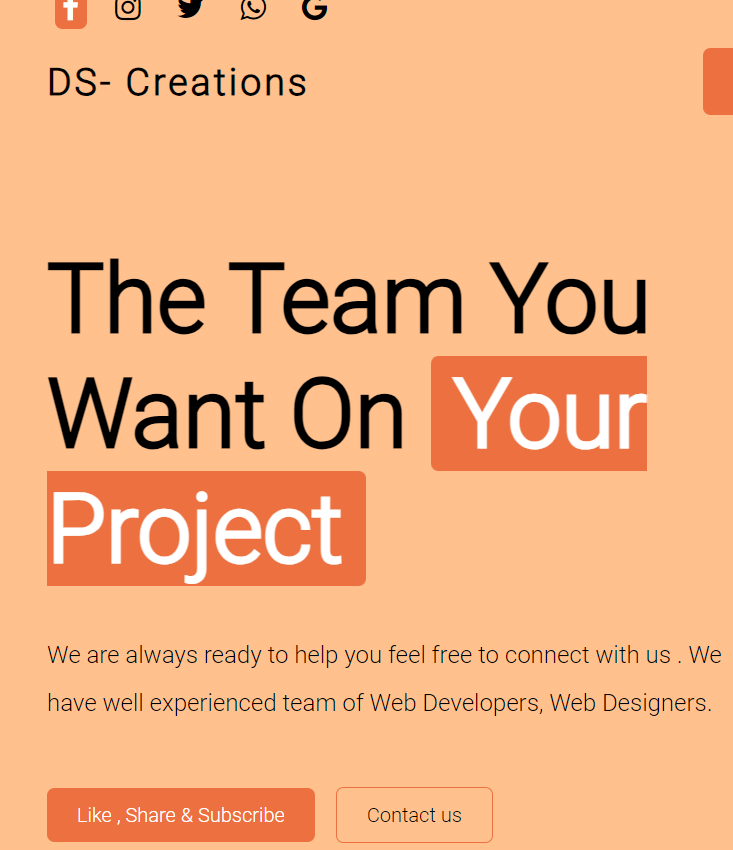 DS- Creations
The Team You
Want On Your
Project
We are always ready to help you feel free to connect with us . We
have well experienced team of Web Developers, Web Designers.
Like , Share & Subscribe
Contact us